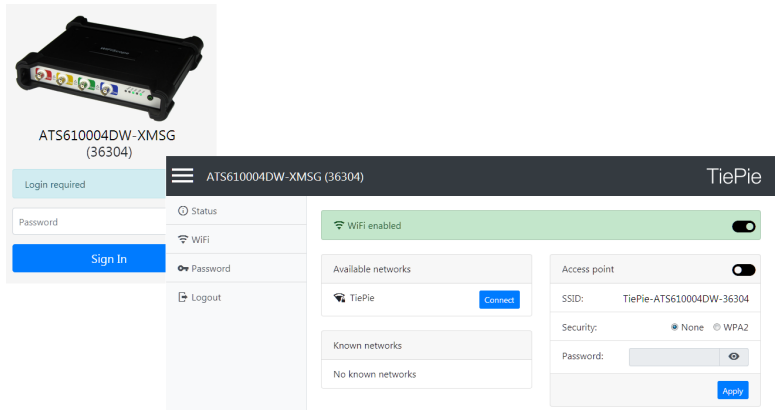 ATS610004DW-XMSG
(36304)
Login required
Password
Sign In
ATS610004DW-XMSG (36304)
TiePie
Status
WiFi
Password
Logout
WiFi enabled
Available networks
TiePie
Connect
Known networks
No known networks
Access point
SSID: TiePie-ATS610004DW-36304
Security: None WPA2
Password:
Apply